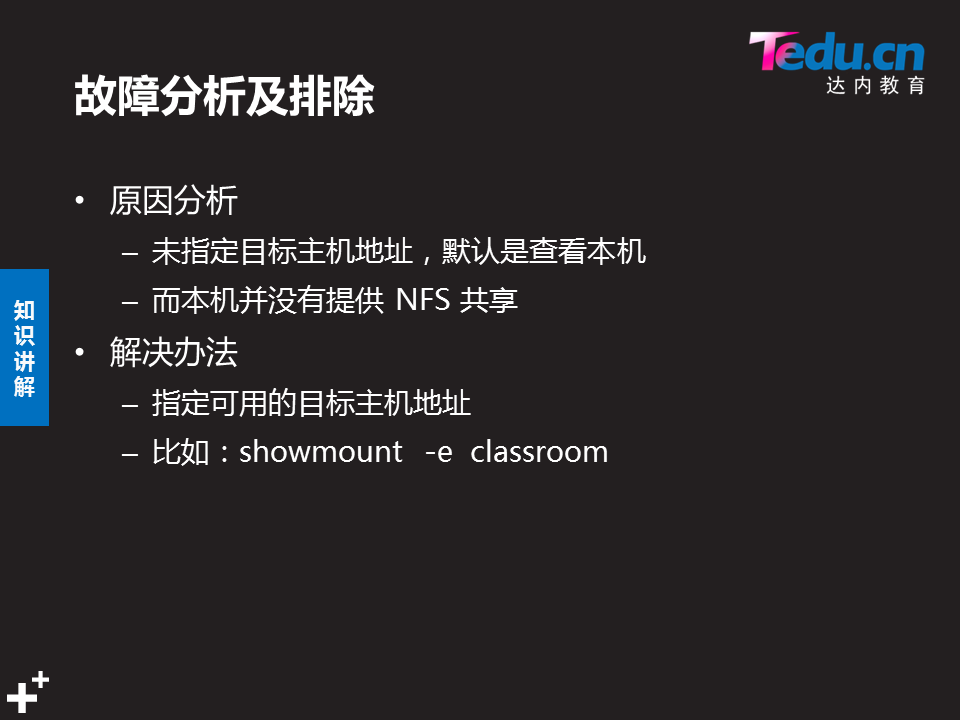 Tedu.cn
达内教育
故障分析及排除
• 原因分析
– 未指定目标主机地址，默认是查看本机
– 而本机并没有提供 NFS 共享
• 解决办法
– 指定可用的目标主机地址
– 比如：showmount -e classroom
知识讲解